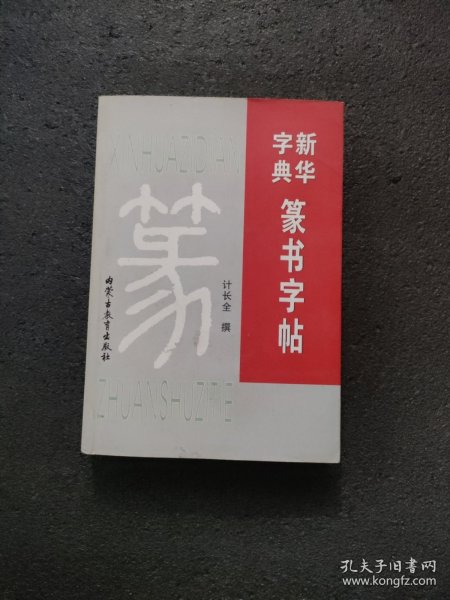 XINHUAZIDIAN
新华
字典
篆书字帖
篆
计长全 撰
内蒙古教育出版社
ZHUANSHUZITIE
孔夫子旧书网
www.kongfz.com